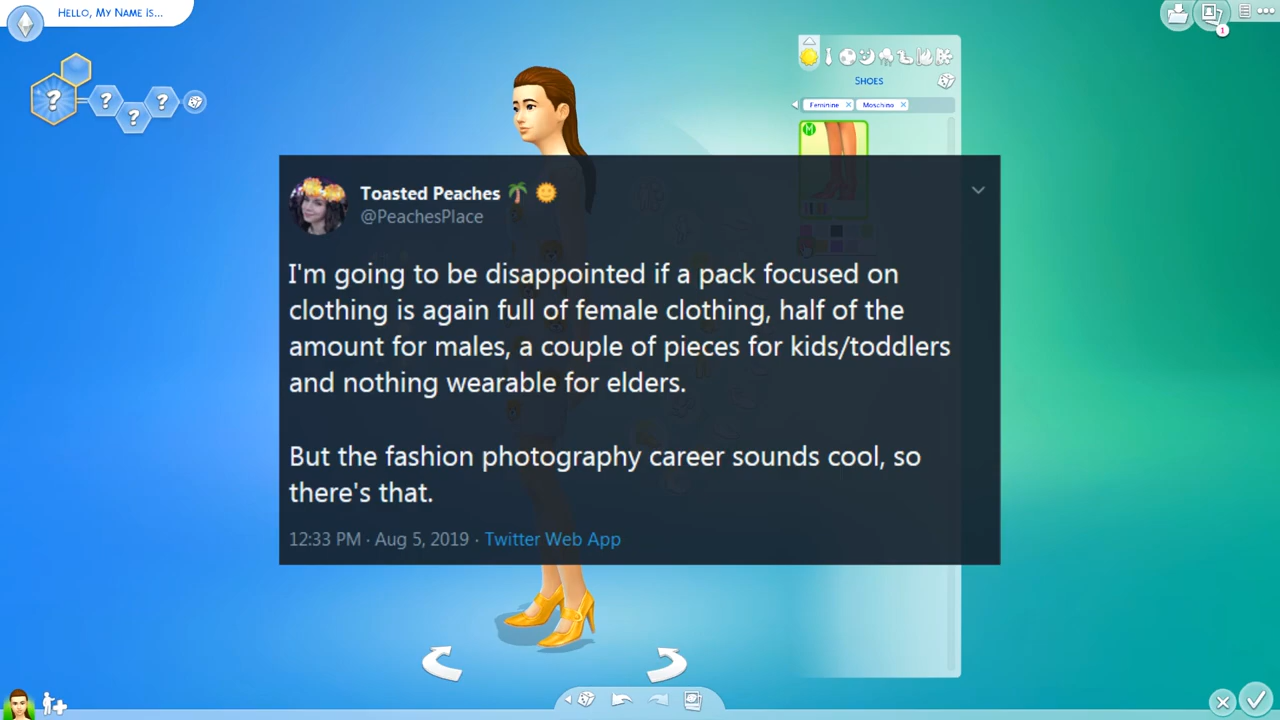 Hello, My Name is...
1
Shoes
Feminine
Moschino
Toasted Peaches 🌴 🌞
@PeachesPlace
I'm going to be disappointed if a pack focused on
clothing is again full of female clothing, half of the
amount for males, a couple of pieces for kids/toddlers
and nothing wearable for elders.
But the fashion photography career sounds cool, so
there's that.
12:33 PM · Aug 5, 2019 · Twitter Web App